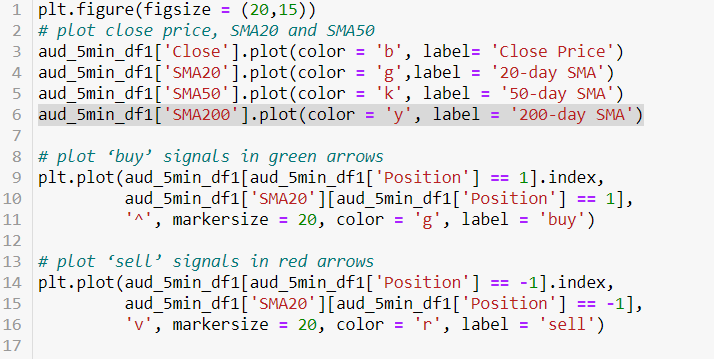 1 plt.figure(figsize = (20,15))
2 # plot close price, SMA20 and SMA50
3 aud_5min_df1['Close'].plot(color = 'b', label= 'Close Price')
4 aud_5min_df1['SMA20'].plot(color = 'g',label = '20-day SMA')
5 aud_5min_df1['SMA50'].plot(color = 'k', label = '50-day SMA')
6 aud_5min_df1['SMA200'].plot(color = 'y', label = '200-day SMA')
7
8 # plot ‘buy’ signals in green arrows
9 plt.plot(aud_5min_df1[aud_5min_df1['Position'] == 1].index,
10 aud_5min_df1['SMA20'][aud_5min_df1['Position'] == 1],
11 '^', markersize = 20, color = 'g', label = 'buy')
12
13 # plot ‘sell’ signals in red arrows
14 plt.plot(aud_5min_df1[aud_5min_df1['Position'] == -1].index,
15 aud_5min_df1['SMA20'][aud_5min_df1['Position'] == -1],
16 'v', markersize = 20, color = 'r', label = 'sell')
17